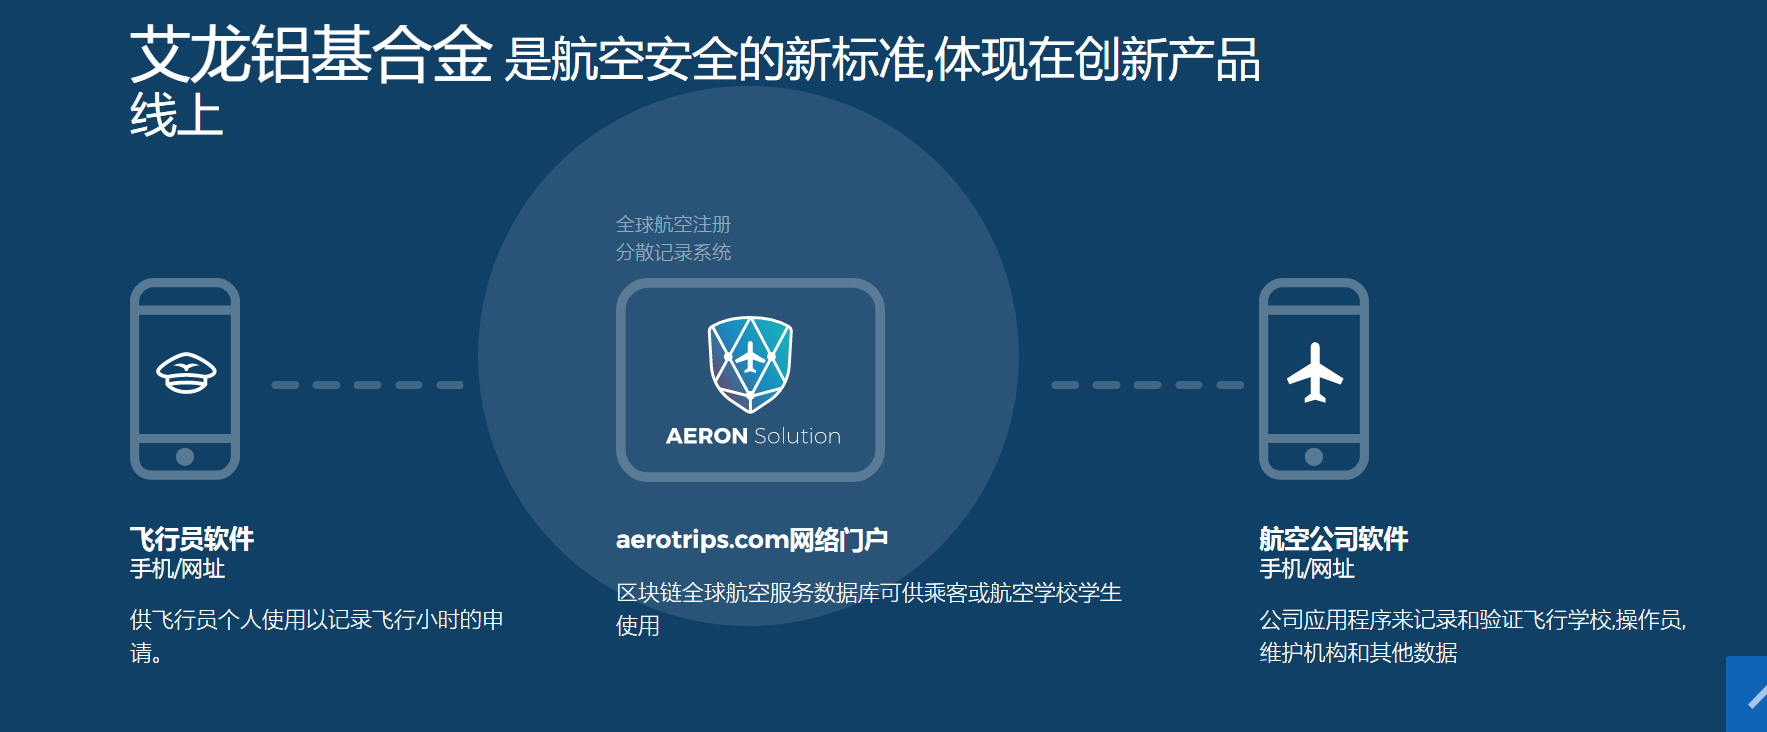 艾龙铝基合金 是航空安全的新标准,体现在创新产品
线上
全球航空注册
分散记录系统
AERON Solution
飞行员软件
手机/网址
供飞行员个人使用以记录飞行小时的申
请。
aerotrips.com网络门户
区块链全球航空服务数据库可供乘客或航空学校学生
使用
航空公司软件
手机/网址
公司应用程序来记录和验证飞行学校,操作员,
维护机构和其他数据